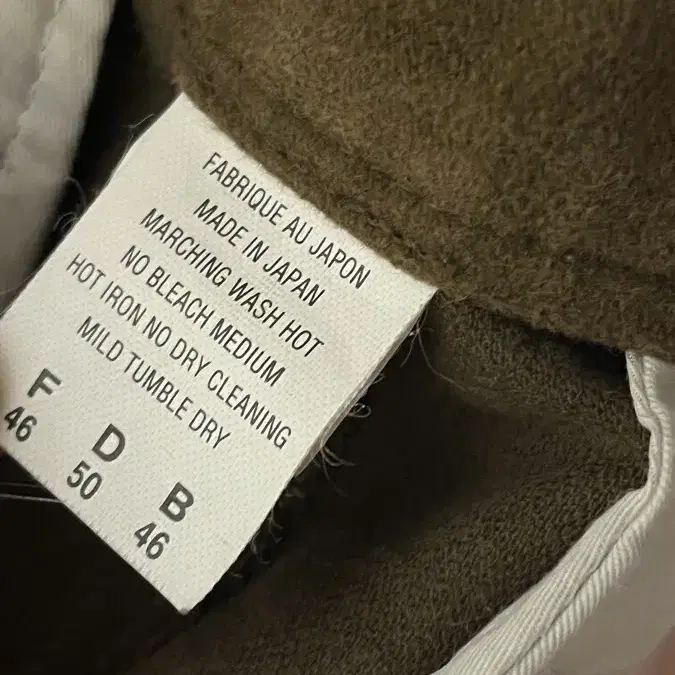 FABRIQUE AU JAPON
MADE IN JAPAN
MARCHING WASH HOT
NO BLEACH MEDIUM
HOT IRON NO DRY CLEANING
MILD TUMBLE DRY
F D B
46 50 46